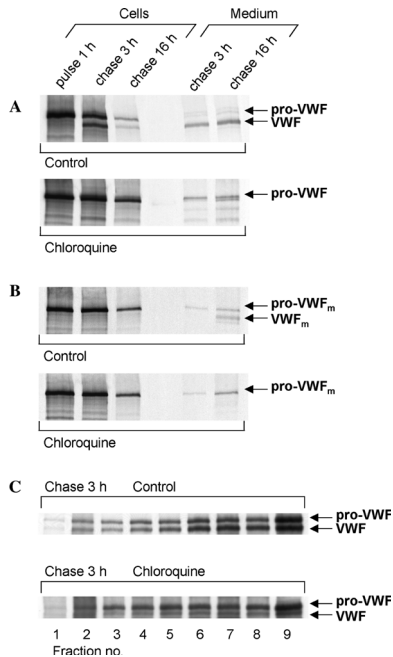 Cells Medium
pulse 1 h chase 3 h chase 16 h chase 3 h chase 16 h
A
pro-VWF
VWF
Control
pro-VWF
Chloroquine
B
pro-VWFm
VWFm
Control
pro-VWFm
Chloroquine
C
Chase 3 h Control
pro-VWF
VWF
Chase 3 h Chloroquine
pro-VWF
VWF
1 2 3 4 5 6 7 8 9
Fraction no.